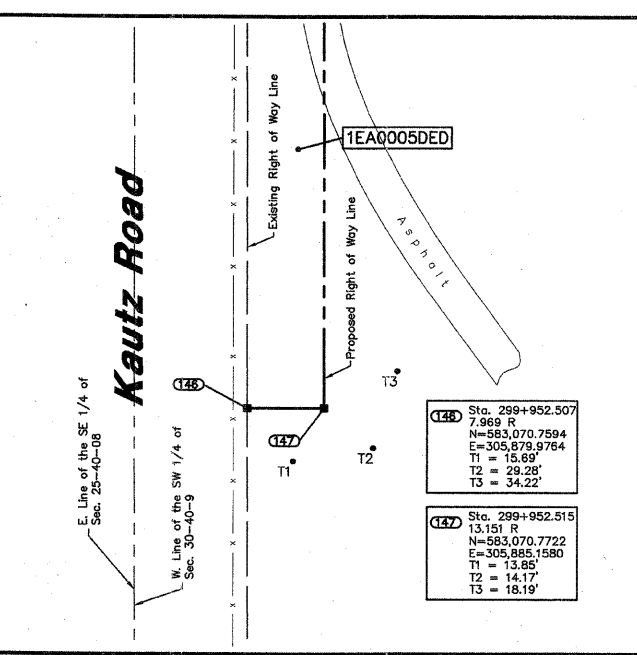 Kautz Road
E. Line of the SE 1/4 of
Sec. 25-40-08
W. Line of the SW 1/4 of
Sec. 30-40-9
Existing Right of Way Line
1EA0005DED
Proposed Right of Way Line
Asphalt
146
147
T1
T2
T3
146 Sta. 299+952.507
7.969 R
N=583,070.7594
E=305,879.9764
T1 = 15.69'
T2 = 29.28'
T3 = 34.22'
147 Sta. 299+952.515
13.151 R
N=583,070.7722
E=305,885.1580
T1 = 13.85'
T2 = 14.17'
T3 = 18.19'